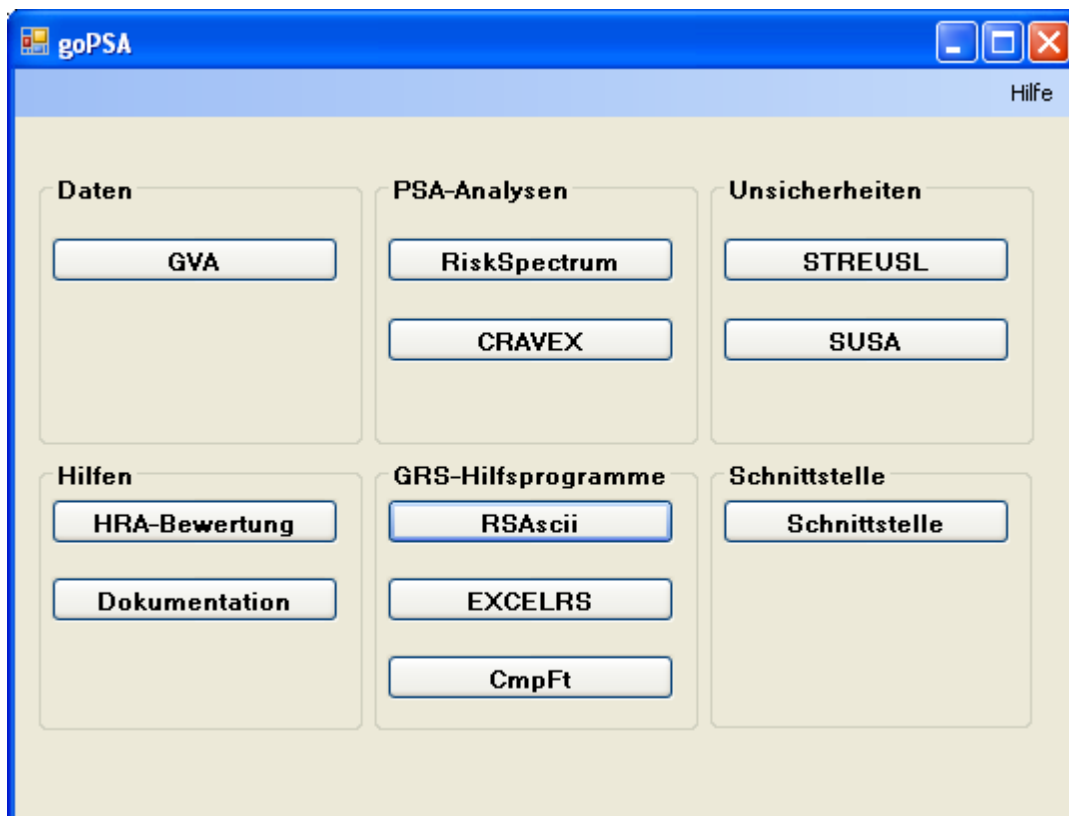 goPSA
Hilfe
Daten
GVA
PSA-Analysen
RiskSpectrum
CRAVEX
Unsicherheiten
STREUSL
SUSA
Hilfen
HRA-Bewertung
Dokumentation
GRS-Hilfsprogramme
RSAscii
EXCELRS
CmpFt
Schnittstelle
Schnittstelle